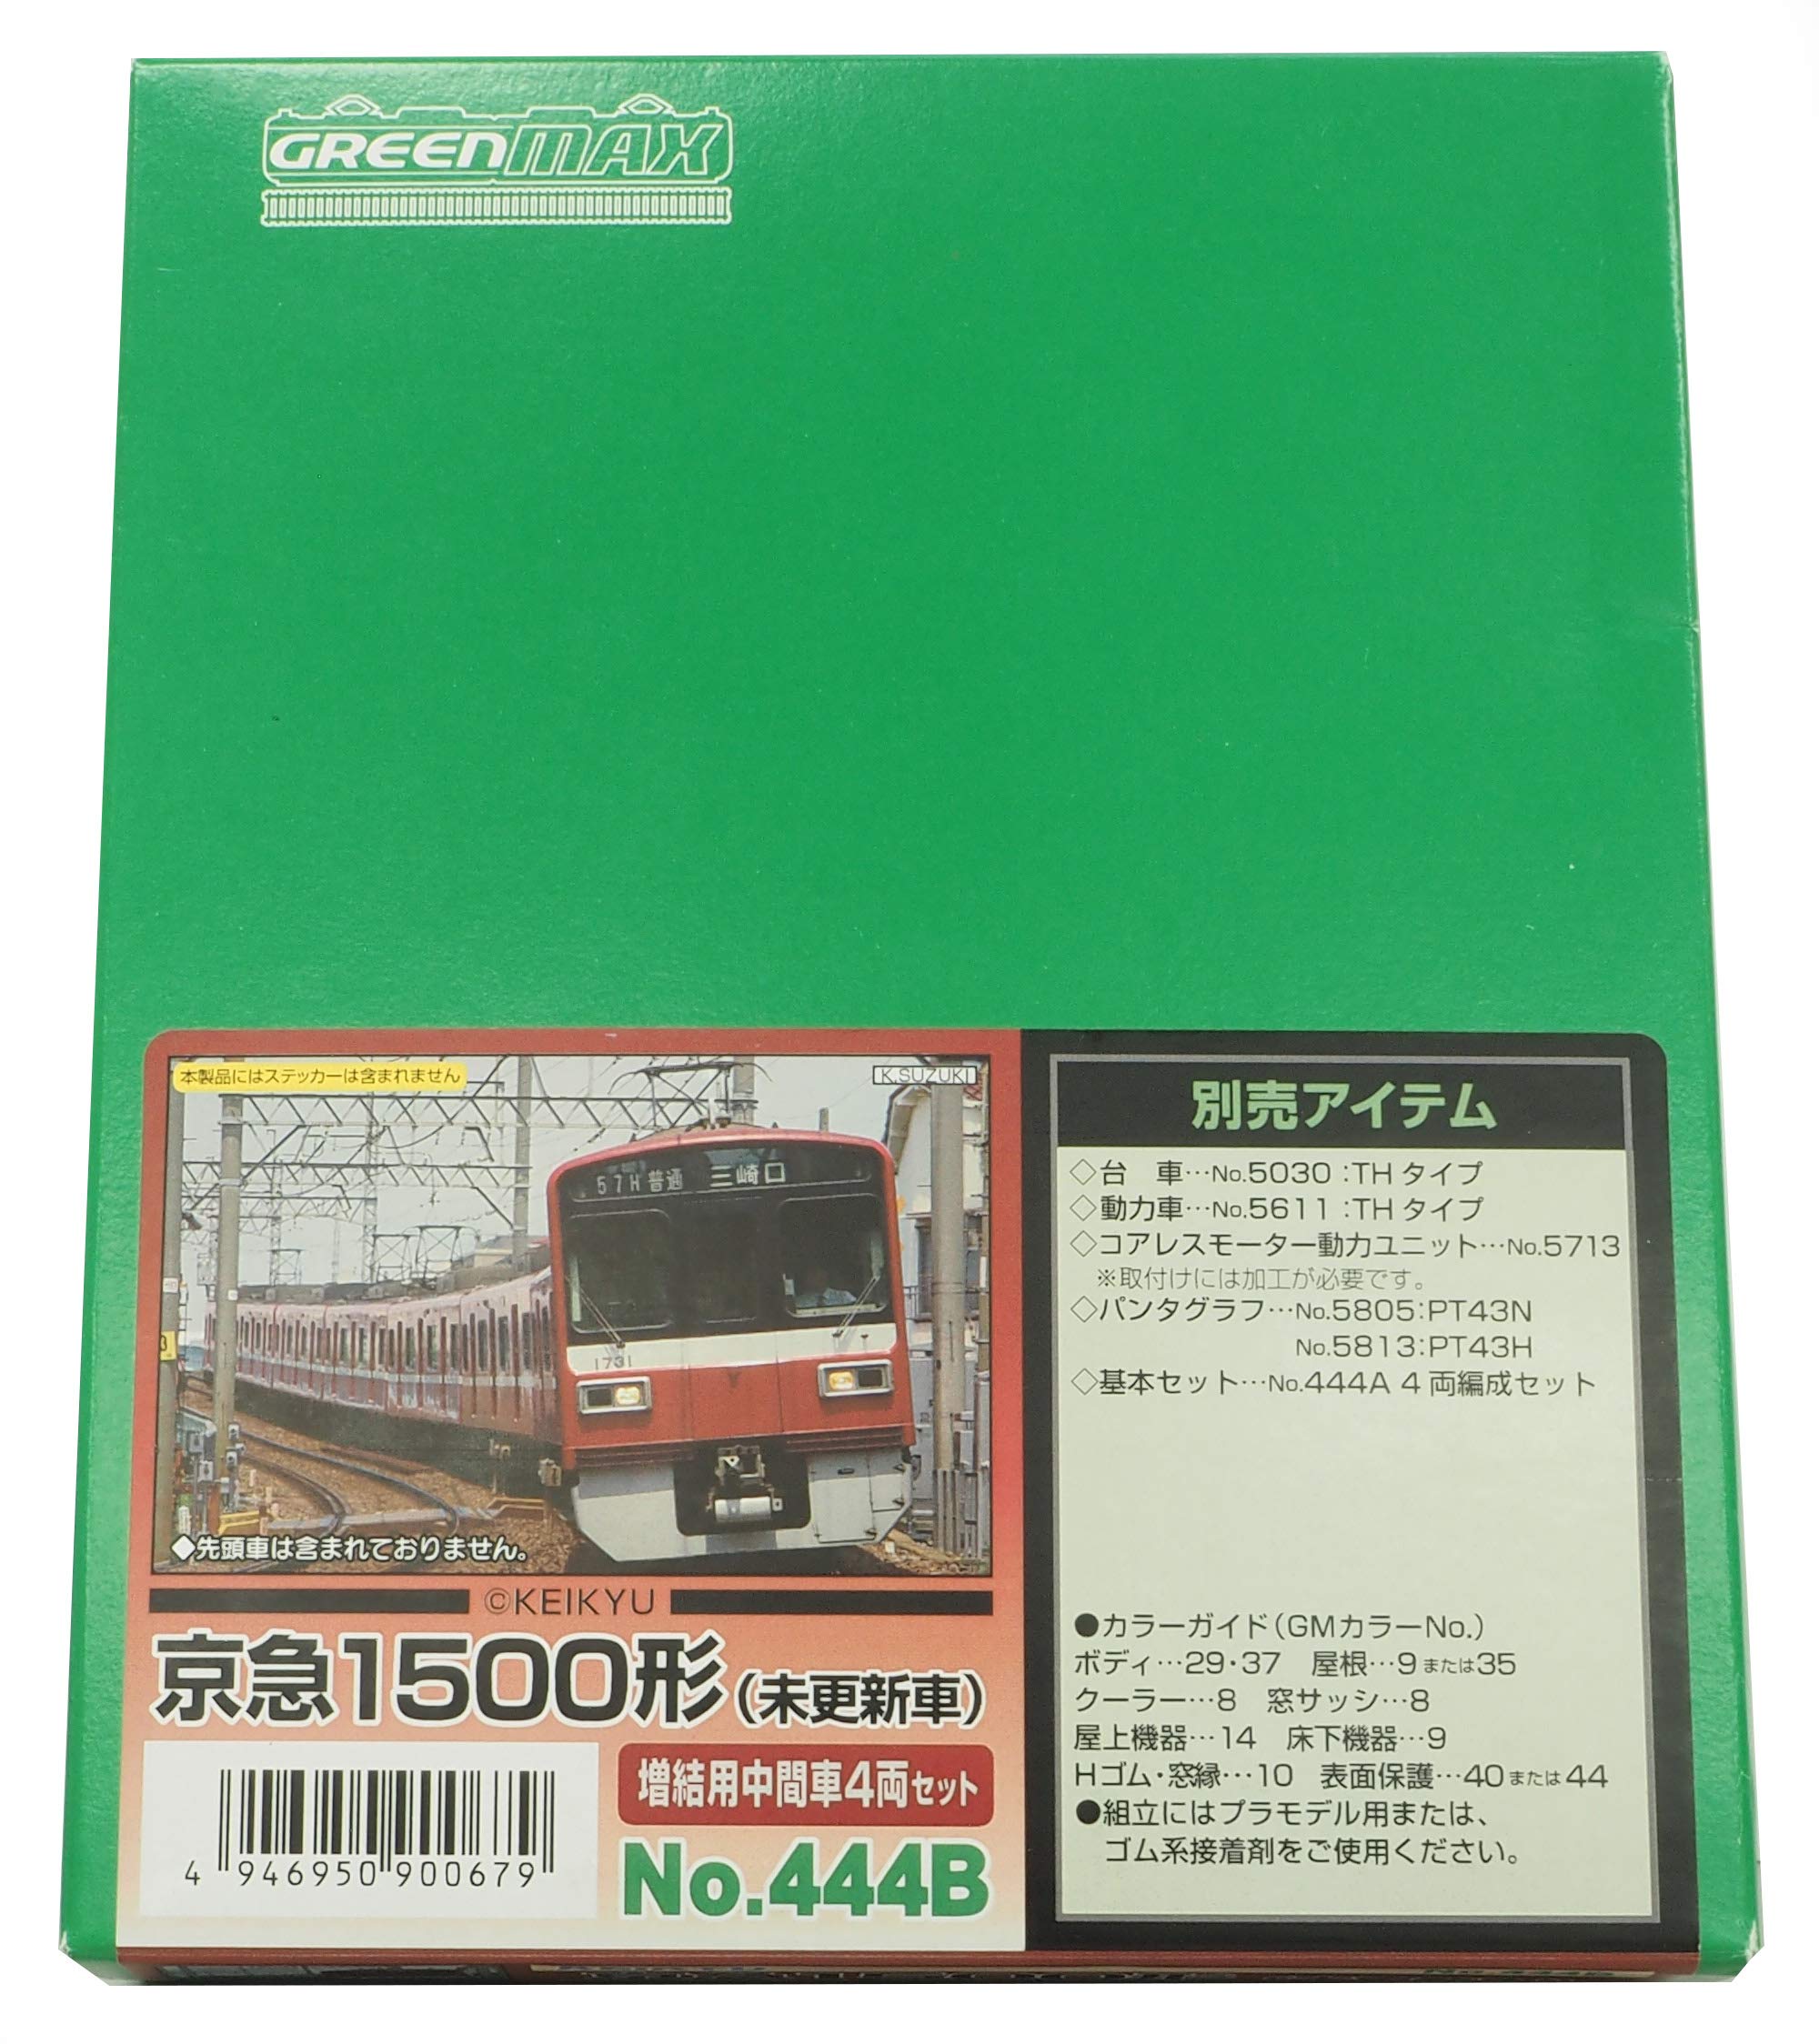 GREENMAX
本製品にはステッカーは含まれません
K.SUZUKI
57H 普通 三崎口
1731
3
◆先頭車は含まれておりません。
©KEIKYU
京急1500形(未更新車)
増結用中間車4両セット
No.444B
4 946950 900679
別売アイテム
◇台 車…No.5030:THタイプ
◇動力車…No.5611:THタイプ
◇コアレスモーター動力ユニット…No.5713
※取付けには加工が必要です。
◇パンタグラフ…No.5805:PT43N
No.5813:PT43H
◇基本セット…No.444A 4両編成セット
●カラーガイド(GMカラーNo.)
ボディ…29・37 屋根…9または35
クーラー…8 窓サッシ…8
屋上機器…14 床下機器…9
Hゴム・窓縁…10 表面保護…40または44
●組立にはプラモデル用または、
ゴム系接着剤をご使用ください。